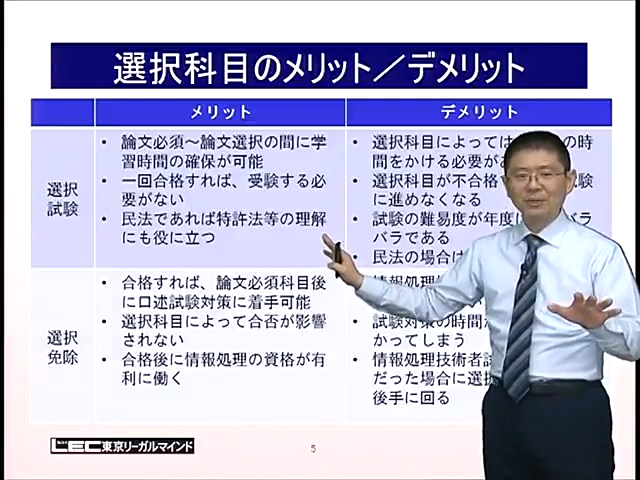 選択科目のメリット／デメリット
メリット
デメリット
選択
試験
• 論文必須～論文選択の間に学
習時間の確保が可能
• 一回合格すれば、受験する必
要がない
• 民法であれば特許法等の理解
にも役に立つ
• 選択科目によっては
の時
間をかける必要が
• 選択科目が不合格
試験
に進めなくなる
• 試験の難易度が年度
バラ
バラである
• 民法の場合は
選択
免除
• 合格すれば、論文必須科目後
に口述試験対策に着手可能
• 選択科目によって合否が影響
されない
• 合格後に情報処理の資格が有
利に働く
情報処理
試験対策の時間
かってしまう
• 情報処理技術者試
だった場合に選
後手に回る
LEC東京リーガルマインド
5